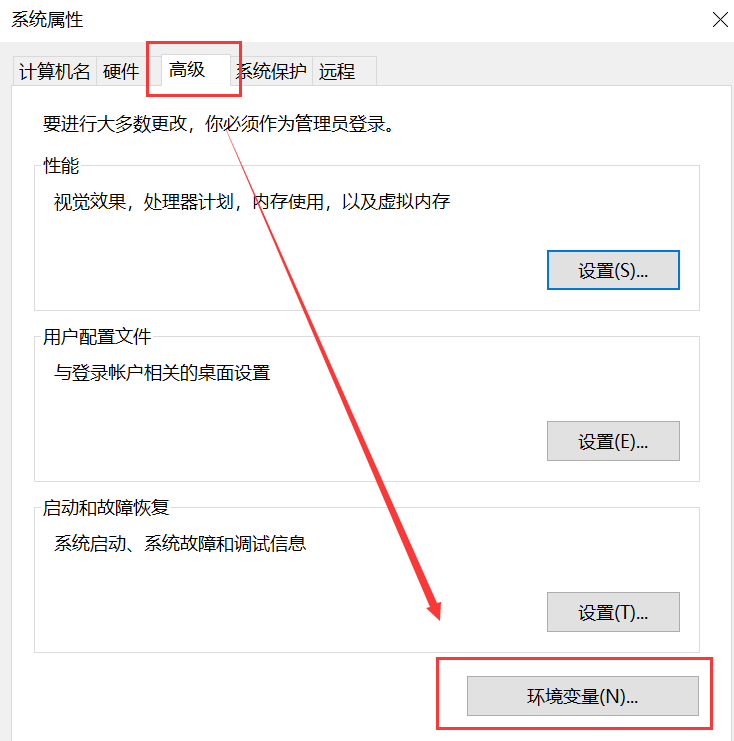 系统属性
计算机名 硬件 高级 系统保护 远程
要进行大多数更改，你必须作为管理员登录。
性能
视觉效果，处理器计划，内存使用，以及虚拟内存
设置(S)...
用户配置文件
与登录帐户相关的桌面设置
设置(E)...
启动和故障恢复
系统启动、系统故障和调试信息
设置(T)...
环境变量(N)...